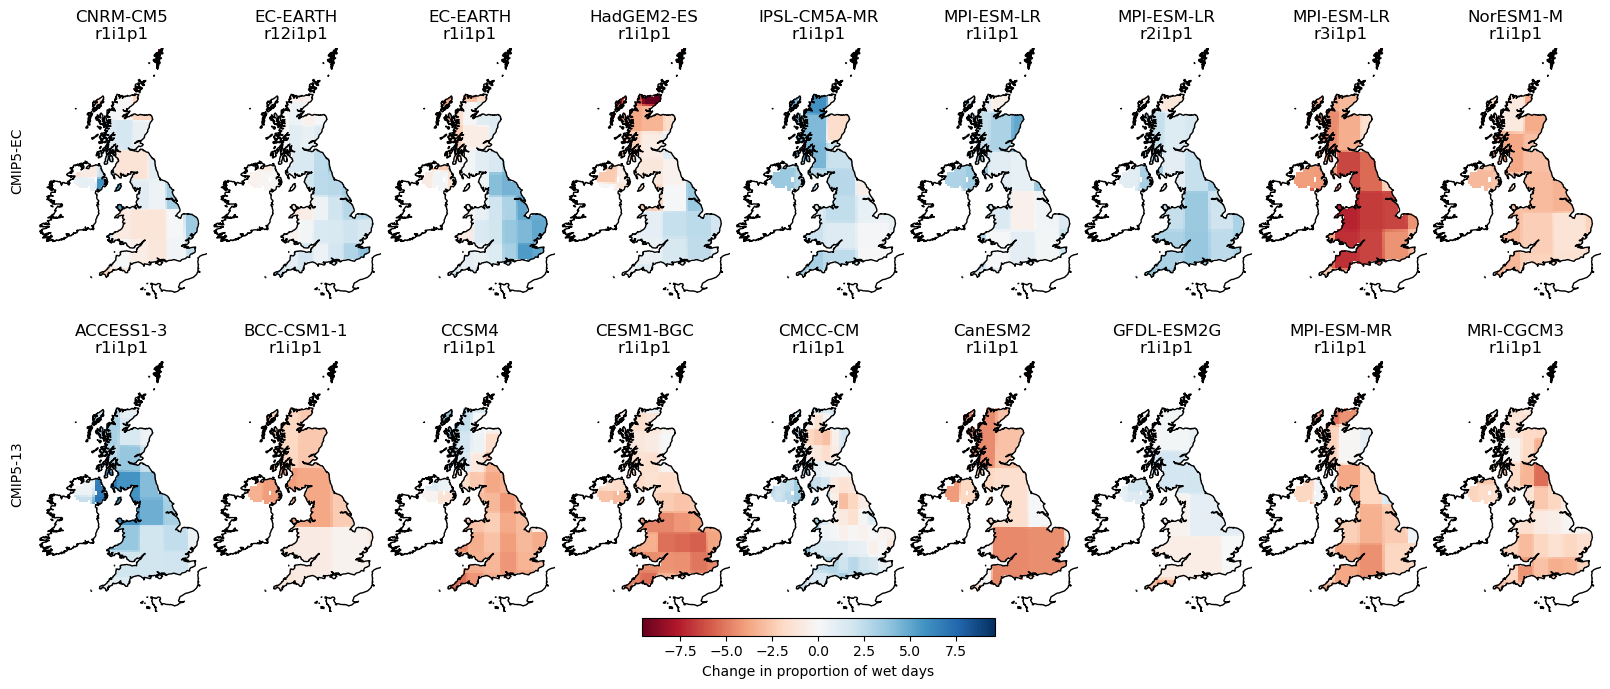 CNRM-CM5
r1i1p1
EC-EARTH
r12i1p1
EC-EARTH
r1i1p1
HadGEM2-ES
r1i1p1
IPSL-CM5A-MR
r1i1p1
MPI-ESM-LR
r1i1p1
MPI-ESM-LR
r2i1p1
MPI-ESM-LR
r3i1p1
NorESM1-M
r1i1p1
CMIP5-EC
ACCESS1-3
r1i1p1
BCC-CSM1-1
r1i1p1
CCSM4
r1i1p1
CESM1-BGC
r1i1p1
CMCC-CM
r1i1p1
CanESM2
r1i1p1
GFDL-ESM2G
r1i1p1
MPI-ESM-MR
r1i1p1
MRI-CGCM3
r1i1p1
CMIP5-13
−7.5 −5.0 −2.5 0.0 2.5 5.0 7.5
Change in proportion of wet days